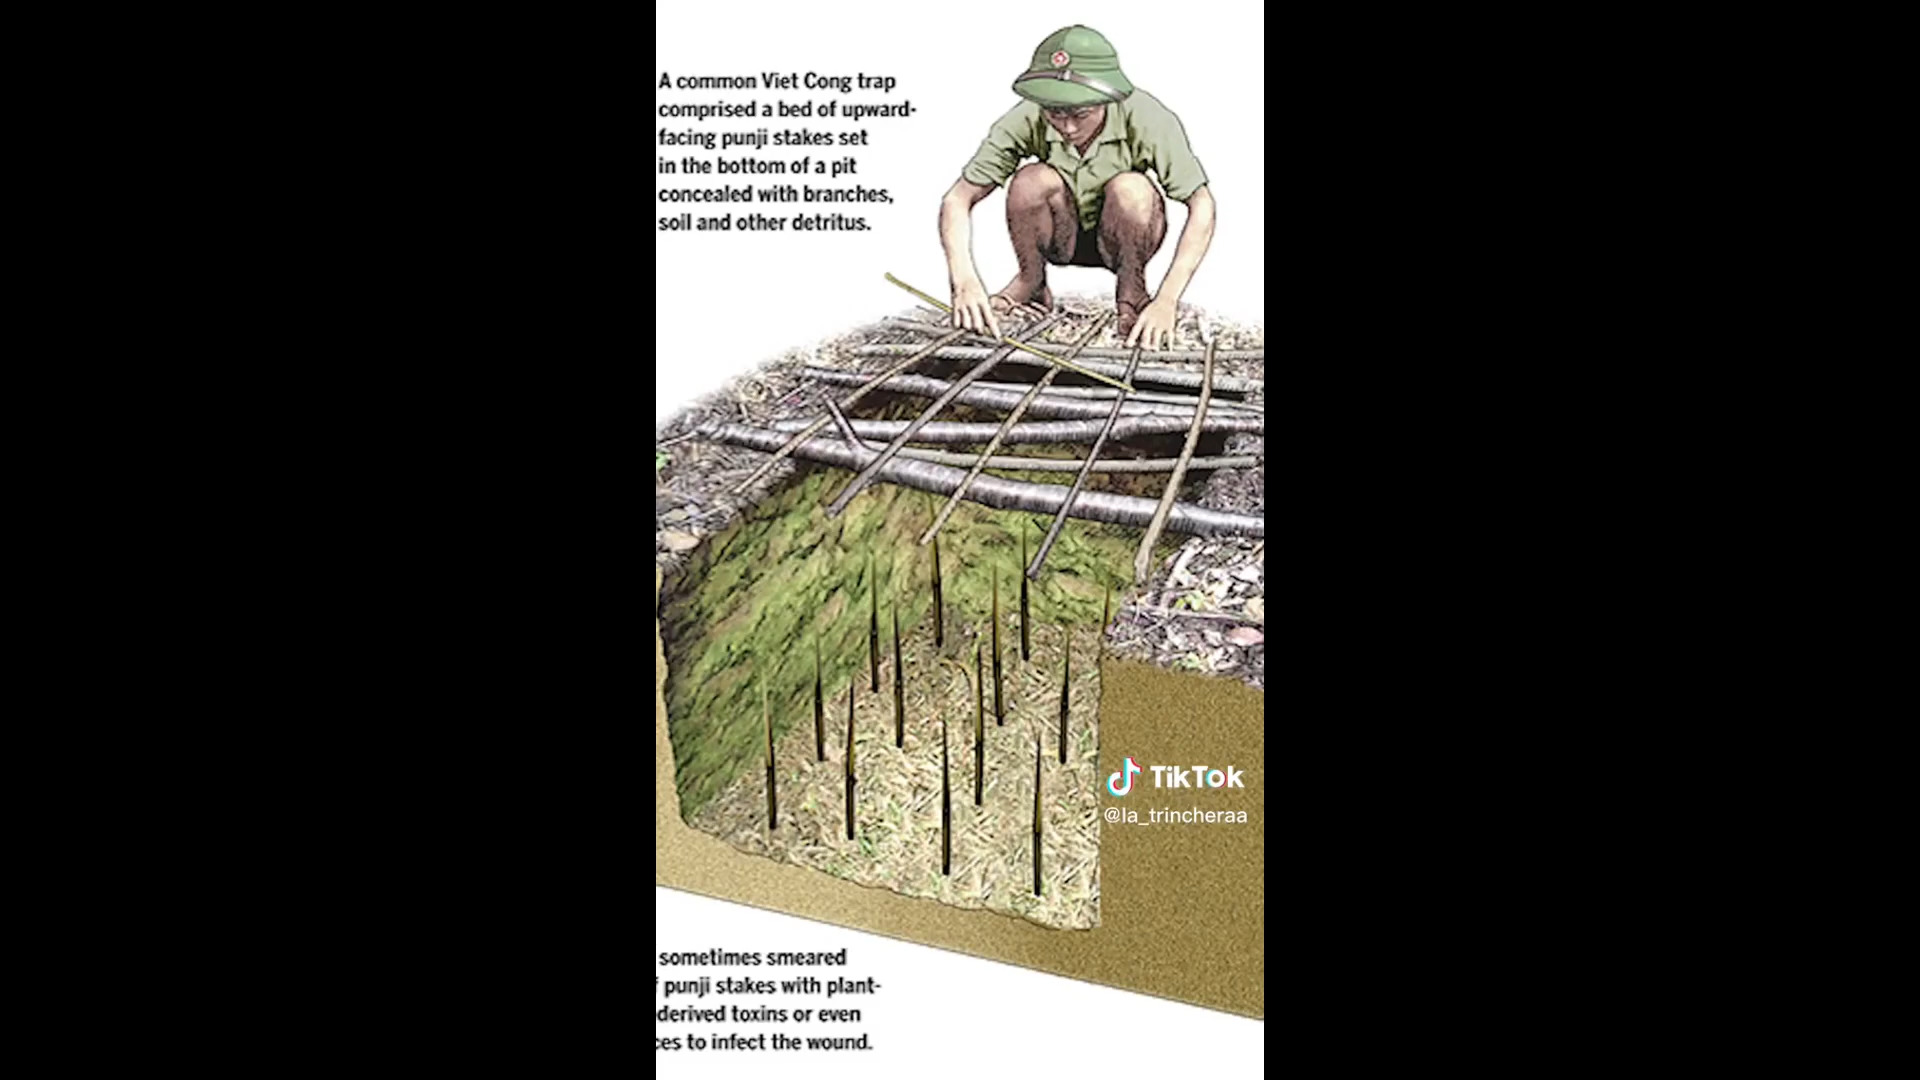 A common Viet Cong trap
comprised a bed of upward-
facing punji stakes set
in the bottom of a pit
concealed with branches,
soil and other detritus.
TikTok
@la_trincheraa
sometimes smeared
punji stakes with plant-
derived toxins or even
to infect the wound.